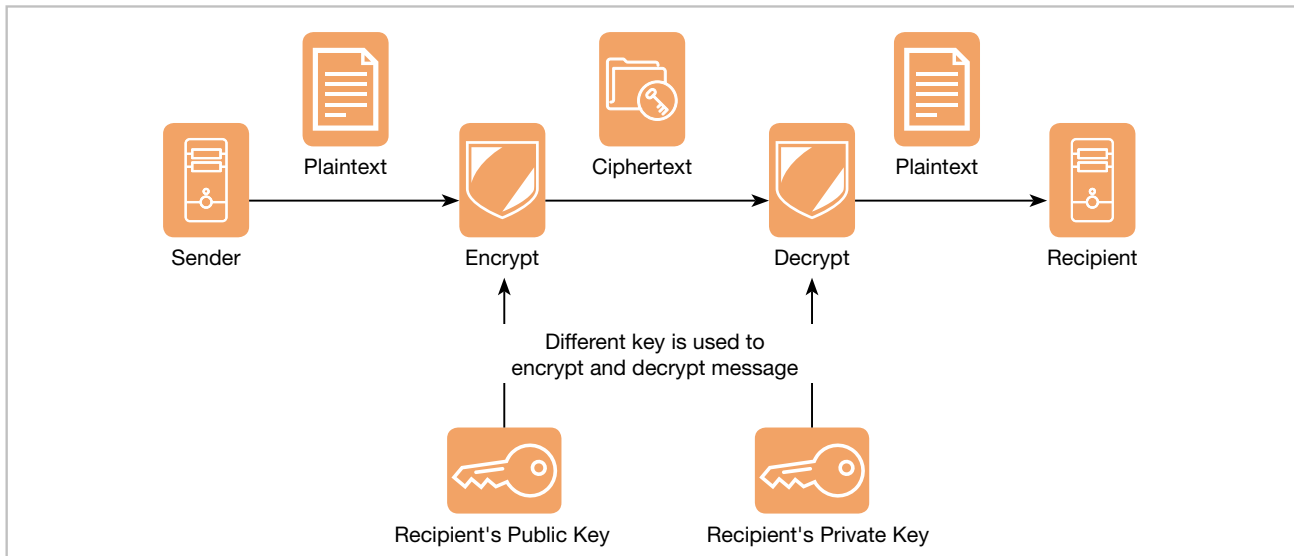 Plaintext
Ciphertext
Plaintext
Sender
Encrypt
Decrypt
Recipient
Different key is used to
encrypt and decrypt message
Recipient's Public Key
Recipient's Private Key